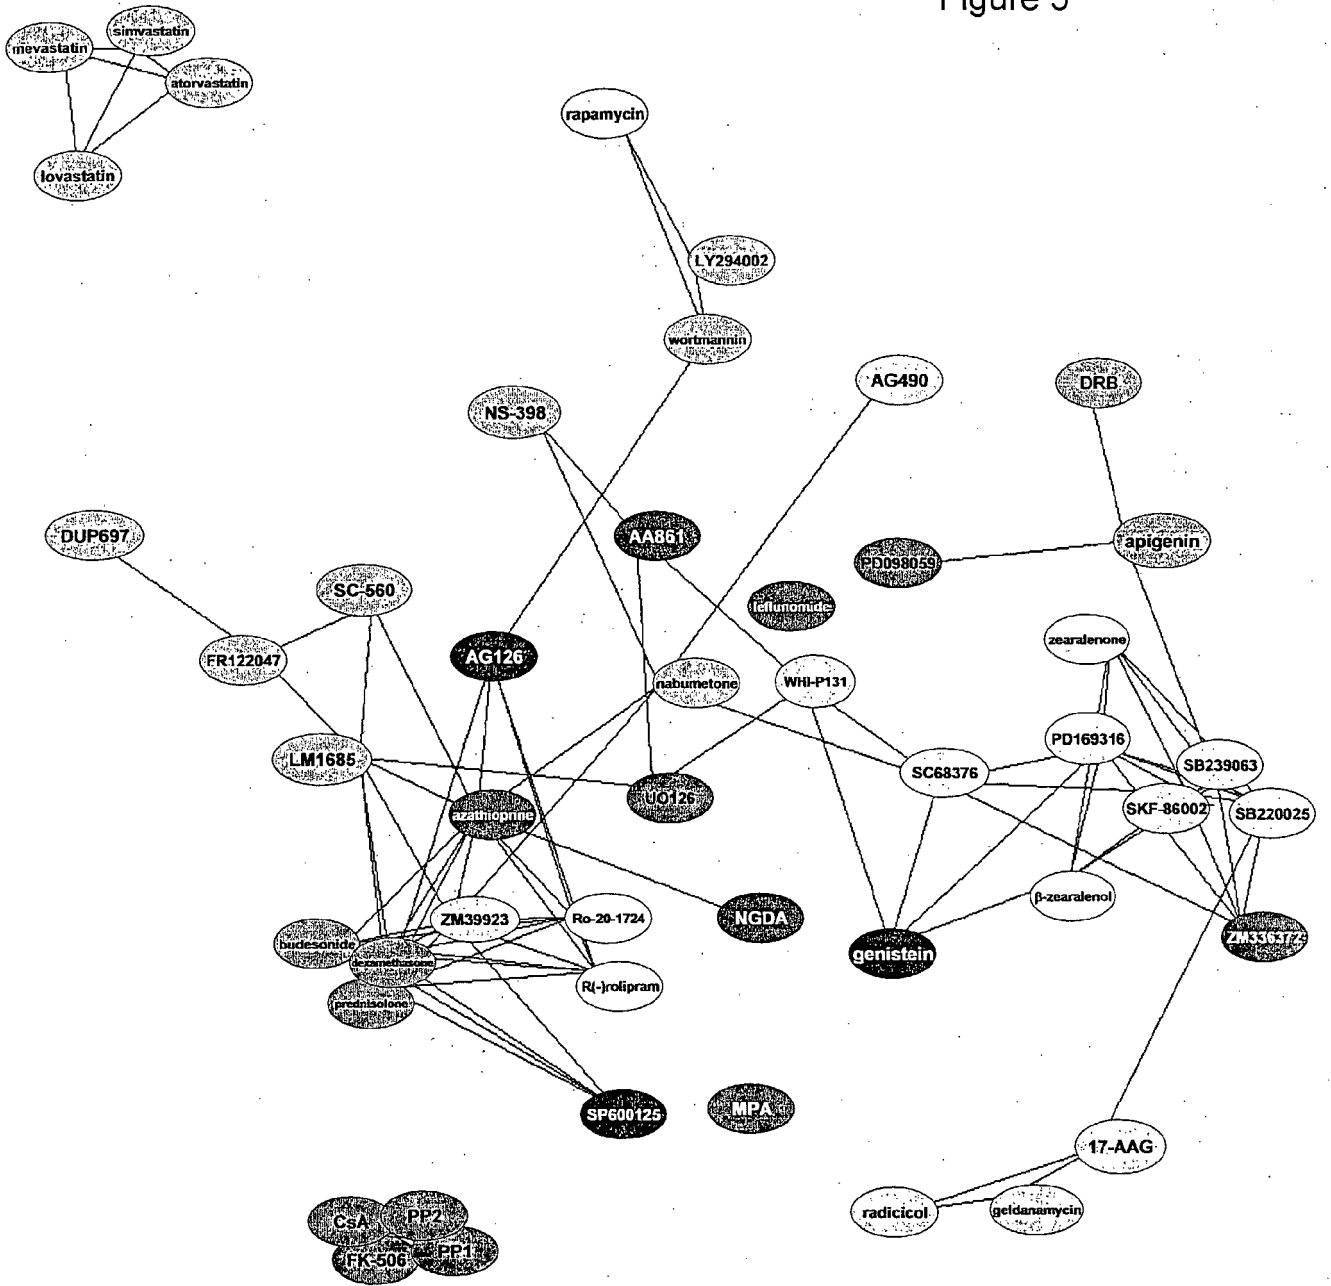 Figure 5
simvastatin
mevastatin
atorvastatin
lovastatin
rapamycin
LY294002
wortmannin
AG490
DRB
NS-398
DUP697
AA861
apigenin
PD098059
SC-560
leflunomide
zearalenone
FR122047
AG126
nabumetone
WHI-P131
PD169316
LM1685
SB239063
SC68376
UO126
SKF-86002
SB220025
azathioprine
β-zearalenol
ZM39923
Ro-20-1724
NGDA
budesonide
ZM336372
genistein
dexamethasone
R(-)rolipram
prednisolone
SP600125
MPA
17-AAG
radicicol
geldanamycin
CsA
PP2
FK-506
PP1